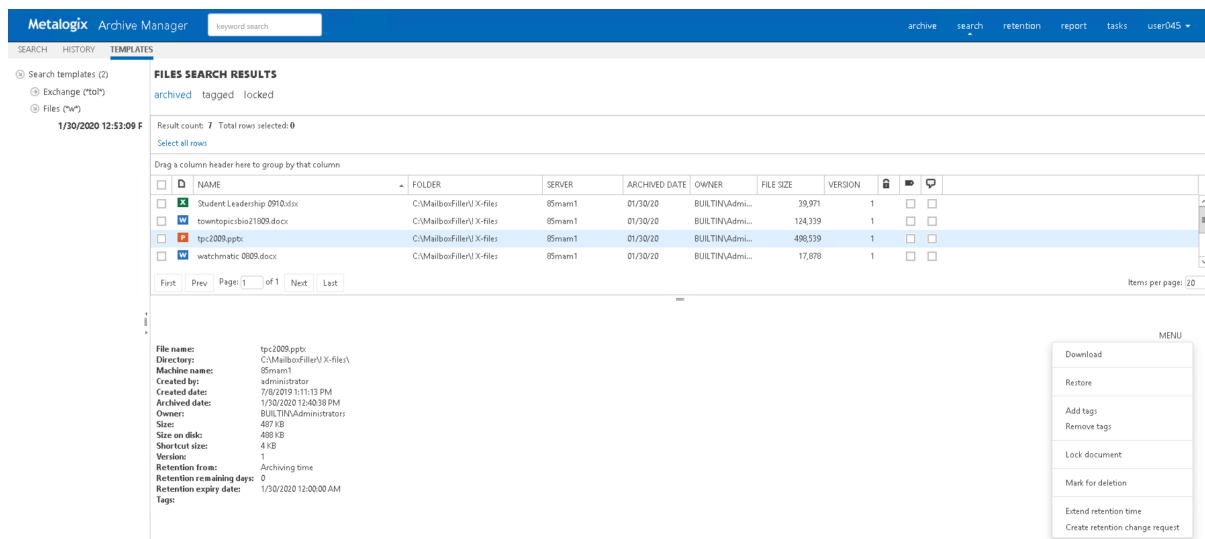 Metalogix Archive Manager keyword search archive search retention report tasks user045
SEARCH HISTORY TEMPLATES
Search templates (2)
Exchange (*tol*)
Files (*w*)
1/30/2020 12:53:09 P
FILES SEARCH RESULTS
archived tagged locked
Result count: 7 Total rows selected: 0
Select all rows
Drag a column header here to group by that column
NAME FOLDER SERVER ARCHIVED DATE OWNER FILE SIZE VERSION
Student Leadership 0910.xlsx C:\MailboxFiller\! X-files 85mam1 01/30/20 BUILTIN\Admi... 39,971 1
towntopicsbio21809.docx C:\MailboxFiller\! X-files 85mam1 01/30/20 BUILTIN\Admi... 124,339 1
tpc2009.pptx C:\MailboxFiller\! X-files 85mam1 01/30/20 BUILTIN\Admi... 498,539 1
watchmatic 0809.docx C:\MailboxFiller\! X-files 85mam1 01/30/20 BUILTIN\Admi... 17,878 1
First Prev Page: 1 of 1 Next Last Items per page: 20
MENU
File name: tpc2009.pptx
Directory: C:\MailboxFiller\! X-files\
Machine name: 85mam1
Created by: administrator
Created date: 7/8/2019 1:11:13 PM
Archived date: 1/30/2020 12:40:38 PM
Owner: BUILTIN\Administrators
Size: 487 KB
Size on disk: 488 KB
Shortcut size: 4 KB
Version: 1
Retention from: Archiving time
Retention remaining days: 0
Retention expiry date: 1/30/2020 12:00:00 AM
Tags:
Download
Restore
Add tags
Remove tags
Lock document
Mark for deletion
Extend retention time
Create retention change request